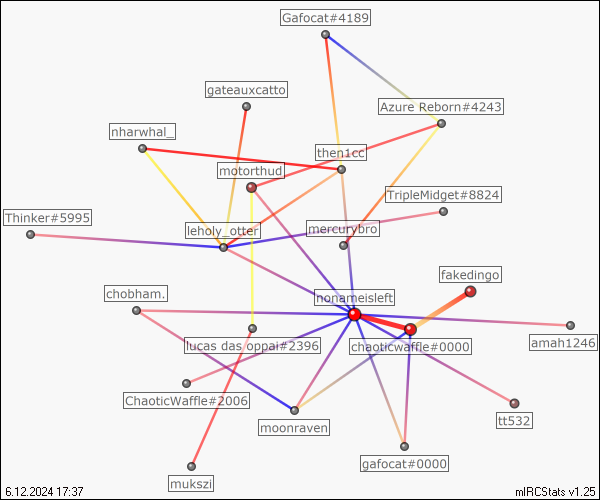 Gafocat#4189
gateauxcatto
Azure Reborn#4243
nharwhal_
then1cc
motorthud
TripleMidget#8824
Thinker#5995
leholy_otter
mercurybro
fakedingo
chobham.
nonameisleft
lucas das oppai#2396
chaoticwaffle#0000
amah1246
ChaoticWaffle#2006
moonraven
tt532
gafocat#0000
mukszi
6.12.2024 17:37
mIRCStats v1.25